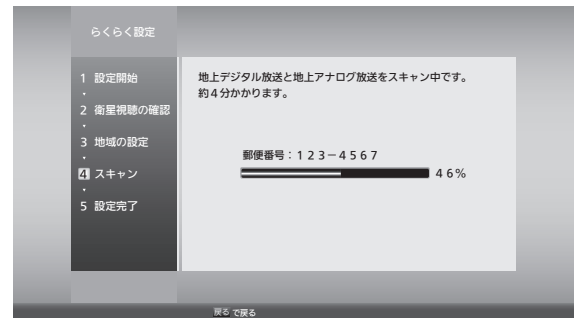 らくらく設定
1 設定開始
2 衛星視聴の確認
3 地域の設定
4 スキャン
5 設定完了
地上デジタル放送と地上アナログ放送をスキャン中です。
約4分かかります。
郵便番号:123-4567
46%
戻る で戻る